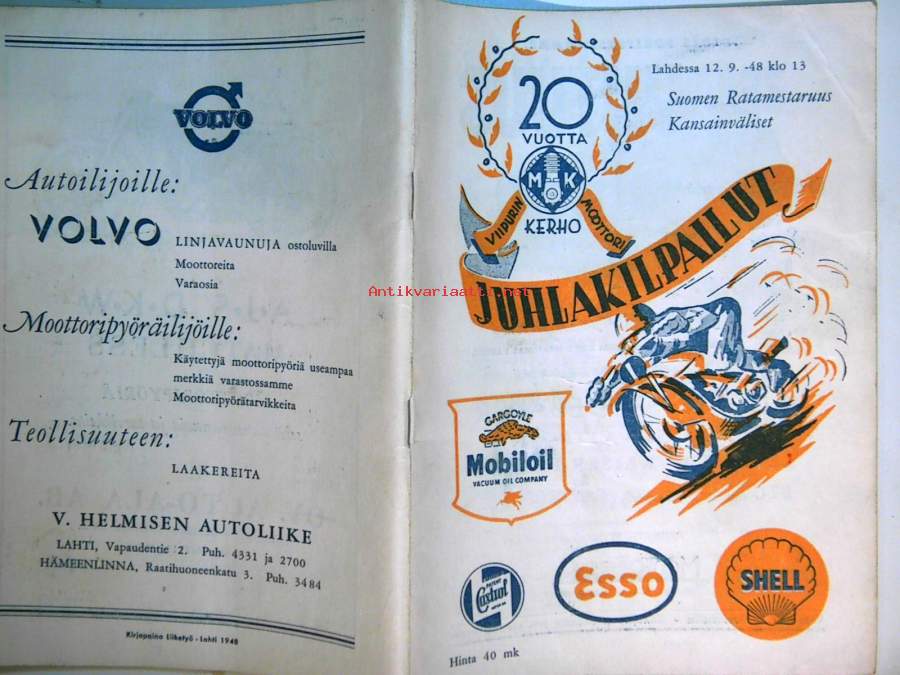 VOLVO
Autoilijoille:
VOLVO LINJAVAUNUJA ostoluvilla
Moottoreita
Varaosia
Moottoripyöräilijöille:
Käytettyjä moottoripyöriä useampaa
merkkiä varastossamme
Moottoripyörätarvikkeita
Teollisuuteen:
LAAKEREITA
V. HELMISEN AUTOLIIKE
LAHTI, Vapaudentie 2. Puh. 4331 ja 2700
HÄMEENLINNA, Raatihuoneenkatu 3. Puh. 3484
Kirjapaino Liiketyö - Lahti 1948
Lahdessa 12. 9. -48 klo 13
Suomen Ratamestaruus
Kansainväliset
20
VUOTTA
M K
VIIPURIN MOOTTORI
KERHO
JUHLAKILPAILUT
Antikvariaatti.net
GARGOYLE
Mobiloil
VACUUM OIL COMPANY
Castrol
Esso
SHELL
Hinta 40 mk